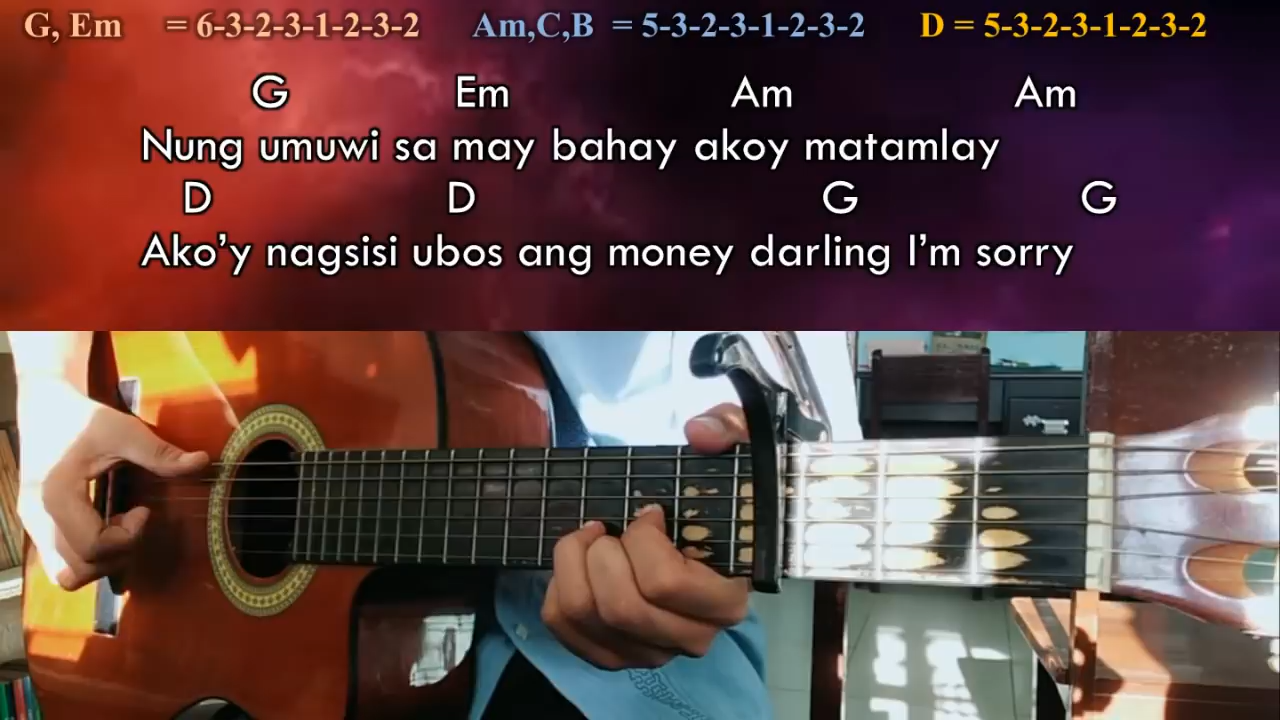 G, Em = 6-3-2-3-1-2-3-2 Am,C,B = 5-3-2-3-1-2-3-2 D = 5-3-2-3-1-2-3-2
G Em Am Am
Nung umuwi sa may bahay akoy matamlay
D D G G
Ako’y nagsisi ubos ang money darling I’m sorry